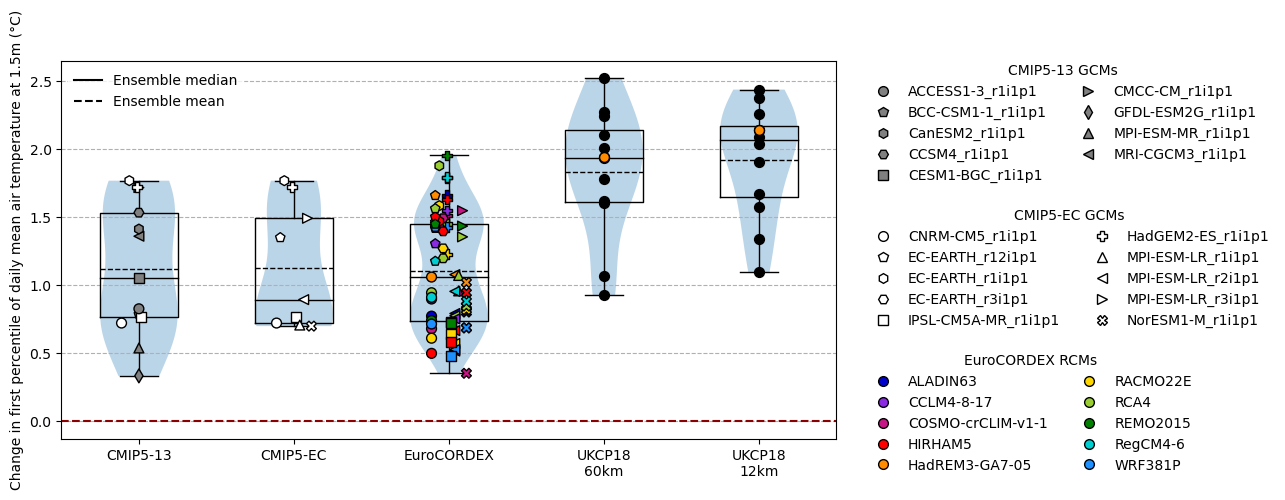 Change in first percentile of daily mean air temperature at 1.5m (°C)
2.5
2.0
1.5
1.0
0.5
0.0
Ensemble median
Ensemble mean
CMIP5-13
CMIP5-EC
EuroCORDEX
UKCP18
60km
UKCP18
12km
CMIP5-13 GCMs
ACCESS1-3_r1i1p1
BCC-CSM1-1_r1i1p1
CanESM2_r1i1p1
CCSM4_r1i1p1
CESM1-BGC_r1i1p1
CMCC-CM_r1i1p1
GFDL-ESM2G_r1i1p1
MPI-ESM-MR_r1i1p1
MRI-CGCM3_r1i1p1
CMIP5-EC GCMs
CNRM-CM5_r1i1p1
EC-EARTH_r12i1p1
EC-EARTH_r1i1p1
EC-EARTH_r3i1p1
IPSL-CM5A-MR_r1i1p1
HadGEM2-ES_r1i1p1
MPI-ESM-LR_r1i1p1
MPI-ESM-LR_r2i1p1
MPI-ESM-LR_r3i1p1
NorESM1-M_r1i1p1
EuroCORDEX RCMs
ALADIN63
CCLM4-8-17
COSMO-crCLIM-v1-1
HIRHAM5
HadREM3-GA7-05
RACMO22E
RCA4
REMO2015
RegCM4-6
WRF381P